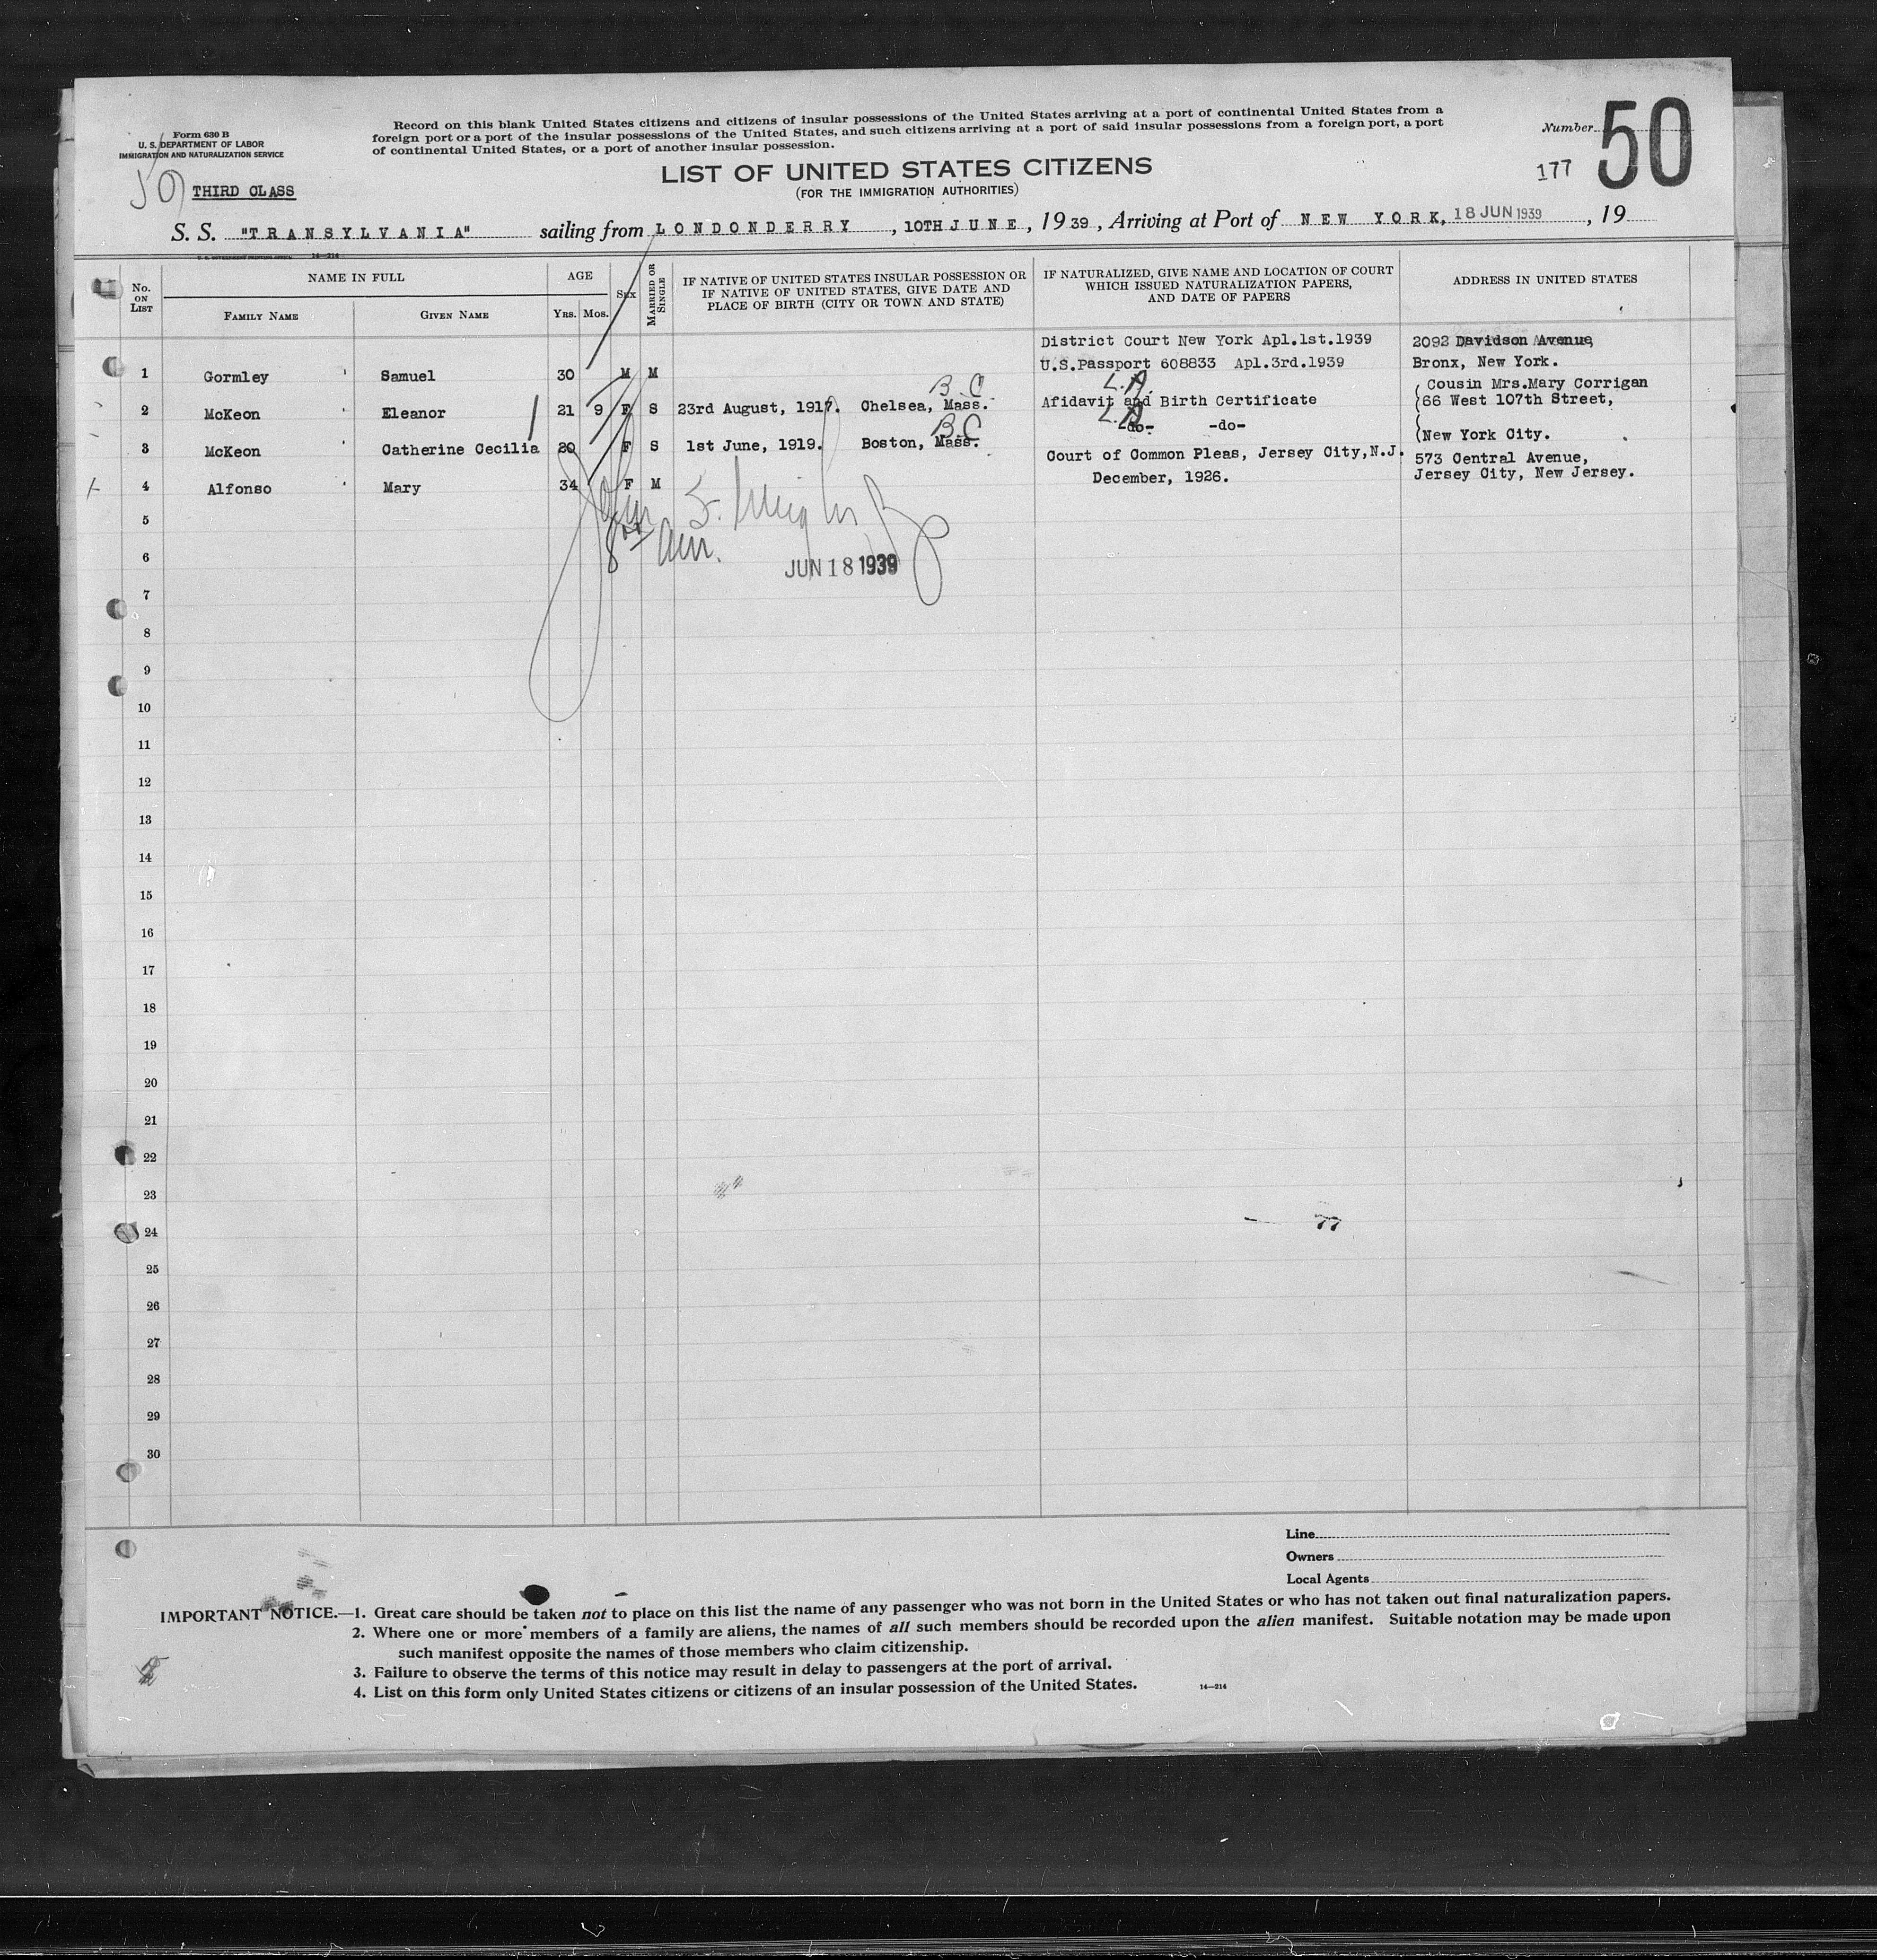 Form 630 B
U. S. DEPARTMENT OF LABOR
IMMIGRATION AND NATURALIZATION SERVICE
Record on this blank United States citizens and citizens of insular possessions of the United States arriving at a port of continental United States from a
foreign port or a port of the insular possessions of the United States, and such citizens arriving at a port of said insular possessions from a foreign port, a port
of continental United States, or a port of another insular possession.
Number 50
177
LIST OF UNITED STATES CITIZENS
(FOR THE IMMIGRATION AUTHORITIES)
50 THIRD CLASS
S. S. "TRANSYLVANIA" sailing from LONDONDERRY, 10TH JUNE, 1939, Arriving at Port of NEW YORK, 18 JUN 1939, 19
U. S. GOVERNMENT PRINTING OFFICE 14—214
No. ON LIST
NAME IN FULL
FAMILY NAME GIVEN NAME
AGE
YRS. MOS.
SEX
MARRIED OR SINGLE
IF NATIVE OF UNITED STATES INSULAR POSSESSION OR
IF NATIVE OF UNITED STATES, GIVE DATE AND
PLACE OF BIRTH (CITY OR TOWN AND STATE)
IF NATURALIZED, GIVE NAME AND LOCATION OF COURT
WHICH ISSUED NATURALIZATION PAPERS,
AND DATE OF PAPERS
ADDRESS IN UNITED STATES
District Court New York Apl.1st.1939 2092 Davidson Avenue,
1 Gormley Samuel 30 M M U.S.Passport 608833 Apl.3rd.1939 Bronx, New York.
B.C L.A. Cousin Mrs.Mary Corrigan
2 McKeon Eleanor 21 9 F S 23rd August, 1917. Chelsea, Mass. Afidavit and Birth Certificate 66 West 107th Street,
B.C L.A.
3 McKeon Catherine Cecilia 20 F S 1st June, 1919. Boston, Mass. -do- -do- New York City.
Court of Common Pleas, Jersey City,N.J. 573 Central Avenue,
4 Alfonso Mary 34 F M December, 1926. Jersey City, New Jersey.
5
6
JUN 18 1939
7
8
9
10
11
12
13
14
15
16
17
18
19
20
21
22
23
24
77
25
26
27
28
29
30
Line
Owners
Local Agents
IMPORTANT NOTICE.—1. Great care should be taken not to place on this list the name of any passenger who was not born in the United States or who has not taken out final naturalization papers.
2. Where one or more members of a family are aliens, the names of all such members should be recorded upon the alien manifest. Suitable notation may be made upon
such manifest opposite the names of those members who claim citizenship.
3. Failure to observe the terms of this notice may result in delay to passengers at the port of arrival.
4. List on this form only United States citizens or citizens of an insular possession of the United States. 14—214